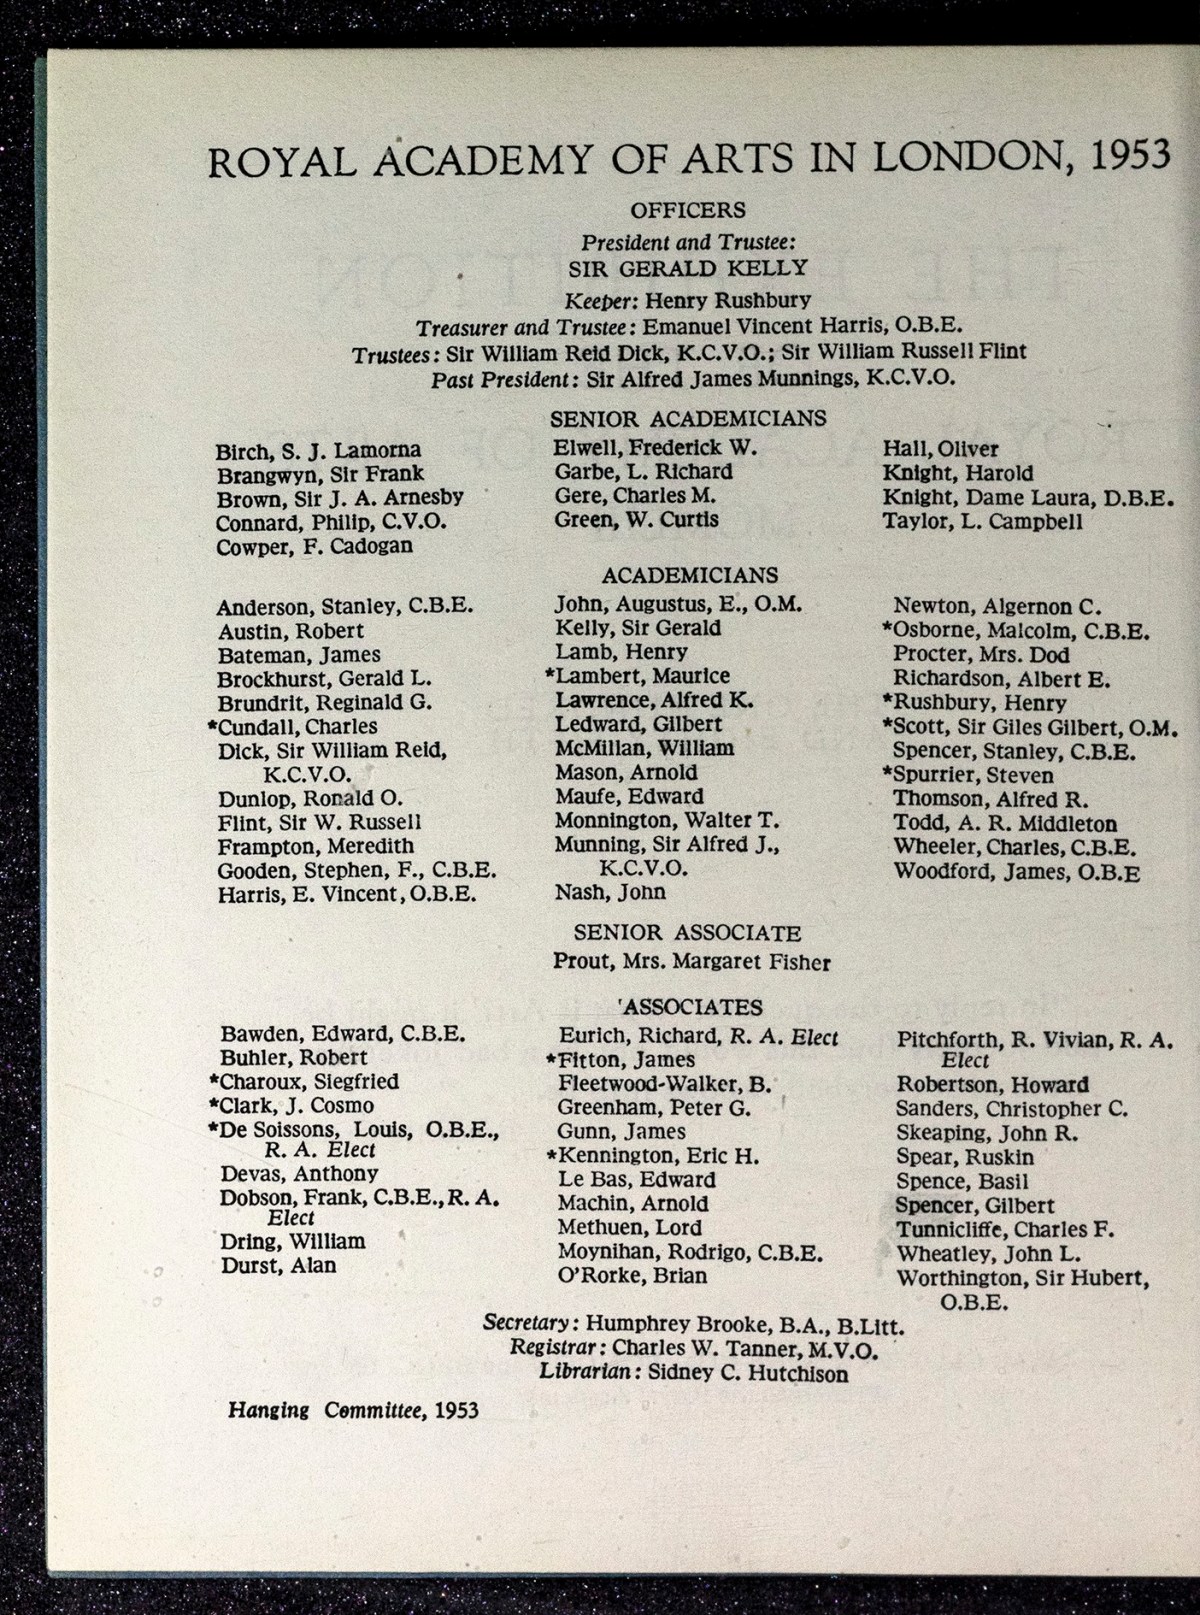 ROYAL ACADEMY OF ARTS IN LONDON, 1953
OFFICERS
President and Trustee:
SIR GERALD KELLY
Keeper: Henry Rushbury
Treasurer and Trustee: Emanuel Vincent Harris, O.B.E.
Trustees: Sir William Reid Dick, K.C.V.O.; Sir William Russell Flint
Past President: Sir Alfred James Munnings, K.C.V.O.
SENIOR ACADEMICIANS
Birch, S. J. Lamorna
Brangwyn, Sir Frank
Brown, Sir J. A. Arnesby
Connard, Philip, C.V.O.
Cowper, F. Cadogan
Elwell, Frederick W.
Garbe, L. Richard
Gere, Charles M.
Green, W. Curtis
Hall, Oliver
Knight, Harold
Knight, Dame Laura, D.B.E.
Taylor, L. Campbell
ACADEMICIANS
Anderson, Stanley, C.B.E.
Austin, Robert
Bateman, James
Brockhurst, Gerald L.
Brundrit, Reginald G.
*Cundall, Charles
Dick, Sir William Reid,
K.C.V.O.
Dunlop, Ronald O.
Flint, Sir W. Russell
Frampton, Meredith
Gooden, Stephen, F., C.B.E.
Harris, E. Vincent, O.B.E.
John, Augustus, E., O.M.
Kelly, Sir Gerald
Lamb, Henry
*Lambert, Maurice
Lawrence, Alfred K.
Ledward, Gilbert
McMillan, William
Mason, Arnold
Maufe, Edward
Monnington, Walter T.
Munning, Sir Alfred J.,
K.C.V.O.
Nash, John
Newton, Algernon C.
*Osborne, Malcolm, C.B.E.
Procter, Mrs. Dod
Richardson, Albert E.
*Rushbury, Henry
*Scott, Sir Giles Gilbert, O.M.
Spencer, Stanley, C.B.E.
*Spurrier, Steven
Thomson, Alfred R.
Todd, A. R. Middleton
Wheeler, Charles, C.B.E.
Woodford, James, O.B.E
SENIOR ASSOCIATE
Prout, Mrs. Margaret Fisher
'ASSOCIATES
Bawden, Edward, C.B.E.
Buhler, Robert
*Charoux, Siegfried
*Clark, J. Cosmo
*De Soissons, Louis, O.B.E.,
R. A. Elect
Devas, Anthony
Dobson, Frank, C.B.E., R. A.
Elect
Dring, William
Durst, Alan
Eurich, Richard, R. A. Elect
*Fitton, James
Fleetwood-Walker, B.
Greenham, Peter G.
Gunn, James
*Kennington, Eric H.
Le Bas, Edward
Machin, Arnold
Methuen, Lord
Moynihan, Rodrigo, C.B.E.
O'Rorke, Brian
Pitchforth, R. Vivian, R. A.
Elect
Robertson, Howard
Sanders, Christopher C.
Skeaping, John R.
Spear, Ruskin
Spence, Basil
Spencer, Gilbert
Tunnicliffe, Charles F.
Wheatley, John L.
Worthington, Sir Hubert,
O.B.E.
Secretary: Humphrey Brooke, B.A., B.Litt.
Registrar: Charles W. Tanner, M.V.O.
Librarian: Sidney C. Hutchison
Hanging Committee, 1953